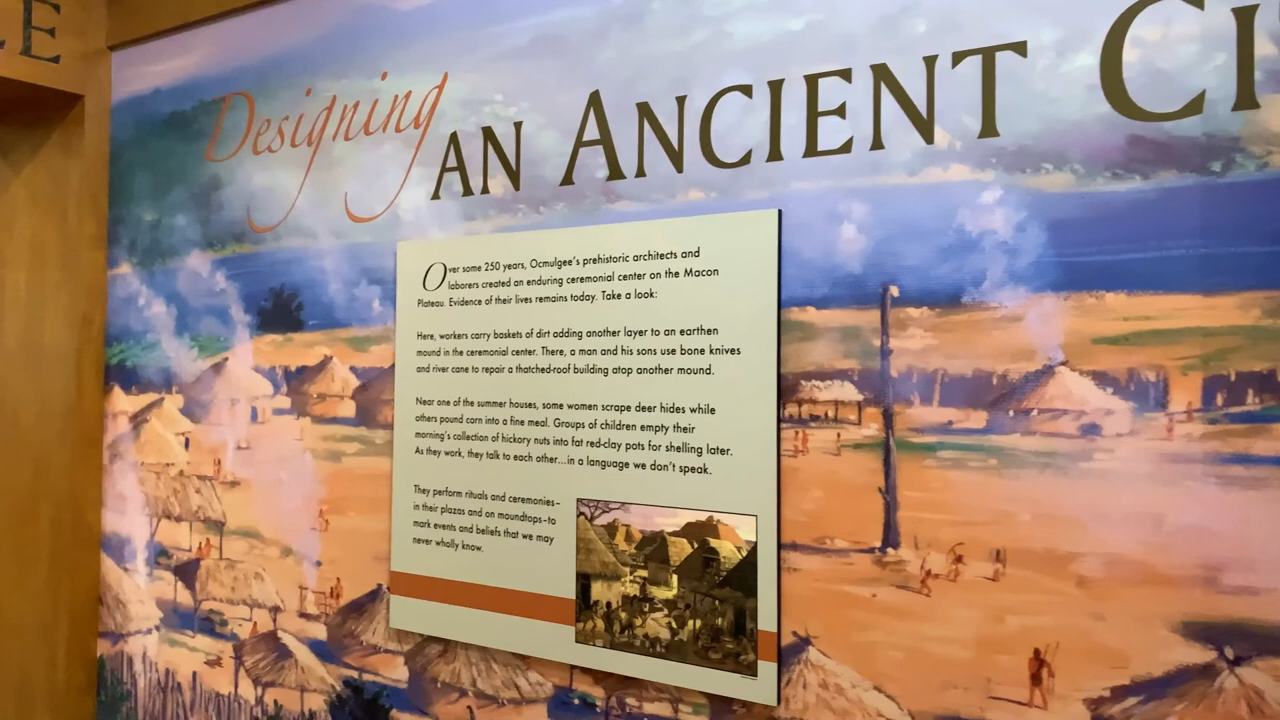 E
Designing
AN ANCIENT CI
Over some 250 years, Ocmulgee's prehistoric architects and
laborers created an enduring ceremonial center on the Macon
Plateau. Evidence of their lives remains today. Take a look:
Here, workers carry baskets of dirt adding another layer to an earthen
mound in the ceremonial center. There, a man and his sons use bone knives
and river cane to repair a thatched-roof building atop another mound.
Near one of the summer houses, some women scrape deer hides while
others pound corn into a fine meal. Groups of children empty their
morning's collection of hickory nuts into fat red-clay pots for shelling later.
As they work, they talk to each other...in a language we don't speak.
They perform rituals and ceremonies–
in their plazas and on moundtops–to
mark events and beliefs that we may
never wholly know.